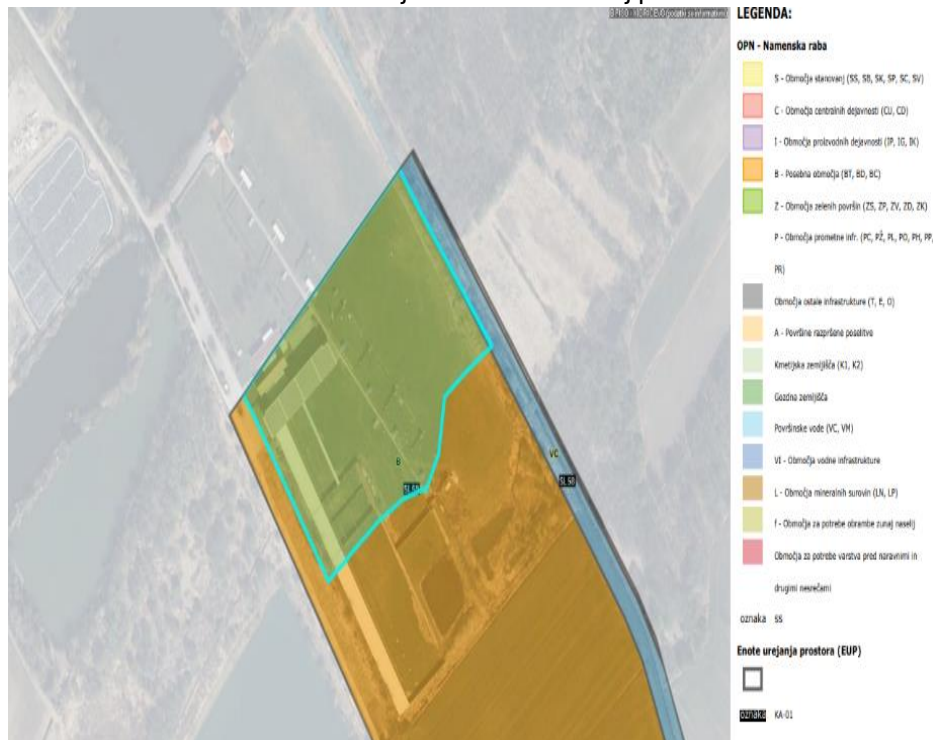 LEGENDA:
OPN - Namenska raba
S - Območja stanovanj (SS, SB, SK, SP, SC, SV)
C - Območja centralnih dejavnosti (CU, CD)
I - Območja proizvodnih dejavnosti (IP, IG, IK)
B - Posebna območja (BT, BD, BC)
Z - Območja zelenih površin (ZS, ZP, ZV, ZD, ZK)
P - Območja prometne infr. (PC, PŽ, PL, PO, PH, PP,
PR)
Območja ostale infrastrukture (T, E, O)
A - Površine razpršene poselitve
Kmetijska zemljišča (K1, K2)
Gozdna zemljišča
Površinske vode (VC, VM)
VI - Območja vodne infrastrukture
L - Območja mineralnih surovin (LN, LP)
f - Območja za potrebe obrambe zunaj naselij
Območja za potrebe varstva pred naravnimi in
drugimi nesrečami
oznaka SS
Enote urejanja prostora (EUP)
oznaka KA-01
B
VC